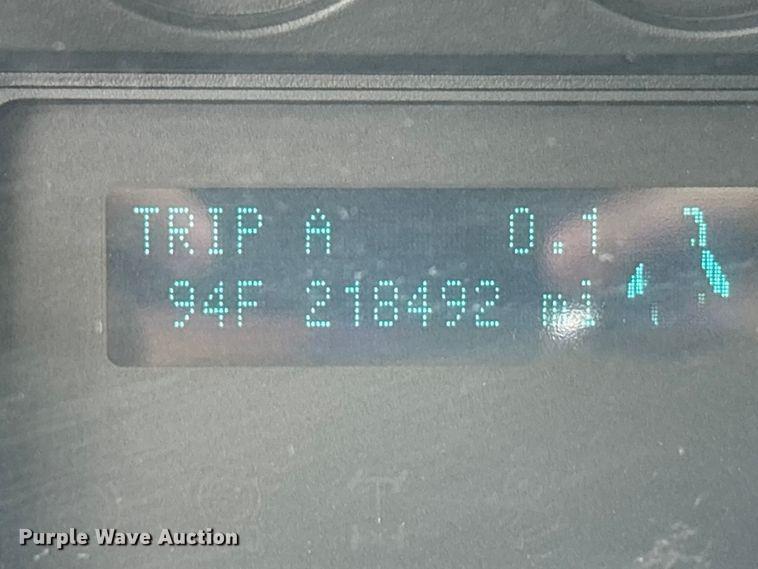 TRIP A 0.1
94F 218492 mi
Purple Wave Auction